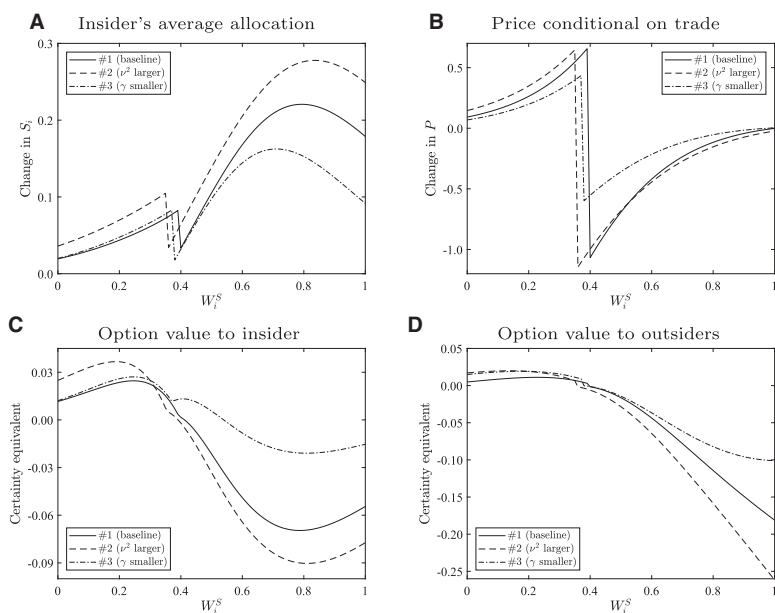 A Insider's average allocation
0.3
0.2
0.1
0.0
Change in Sᵢ
#1 (baseline)
#2 (ν² larger)
#3 (γ smaller)
0 0.2 0.4 0.6 0.8 1
Wᵢˢ
B Price conditional on trade
0.5
0.0
-0.5
-1.0
Change in P
#1 (baseline)
#2 (ν² larger)
#3 (γ smaller)
0 0.2 0.4 0.6 0.8 1
Wᵢˢ
C Option value to insider
0.03
0.00
-0.03
-0.06
-0.09
Certainty equivalent
#1 (baseline)
#2 (ν² larger)
#3 (γ smaller)
0 0.2 0.4 0.6 0.8 1
Wᵢˢ
D Option value to outsiders
0.05
0.00
-0.05
-0.10
-0.15
-0.20
-0.25
Certainty equivalent
#1 (baseline)
#2 (ν² larger)
#3 (γ smaller)
0 0.2 0.4 0.6 0.8 1
Wᵢˢ